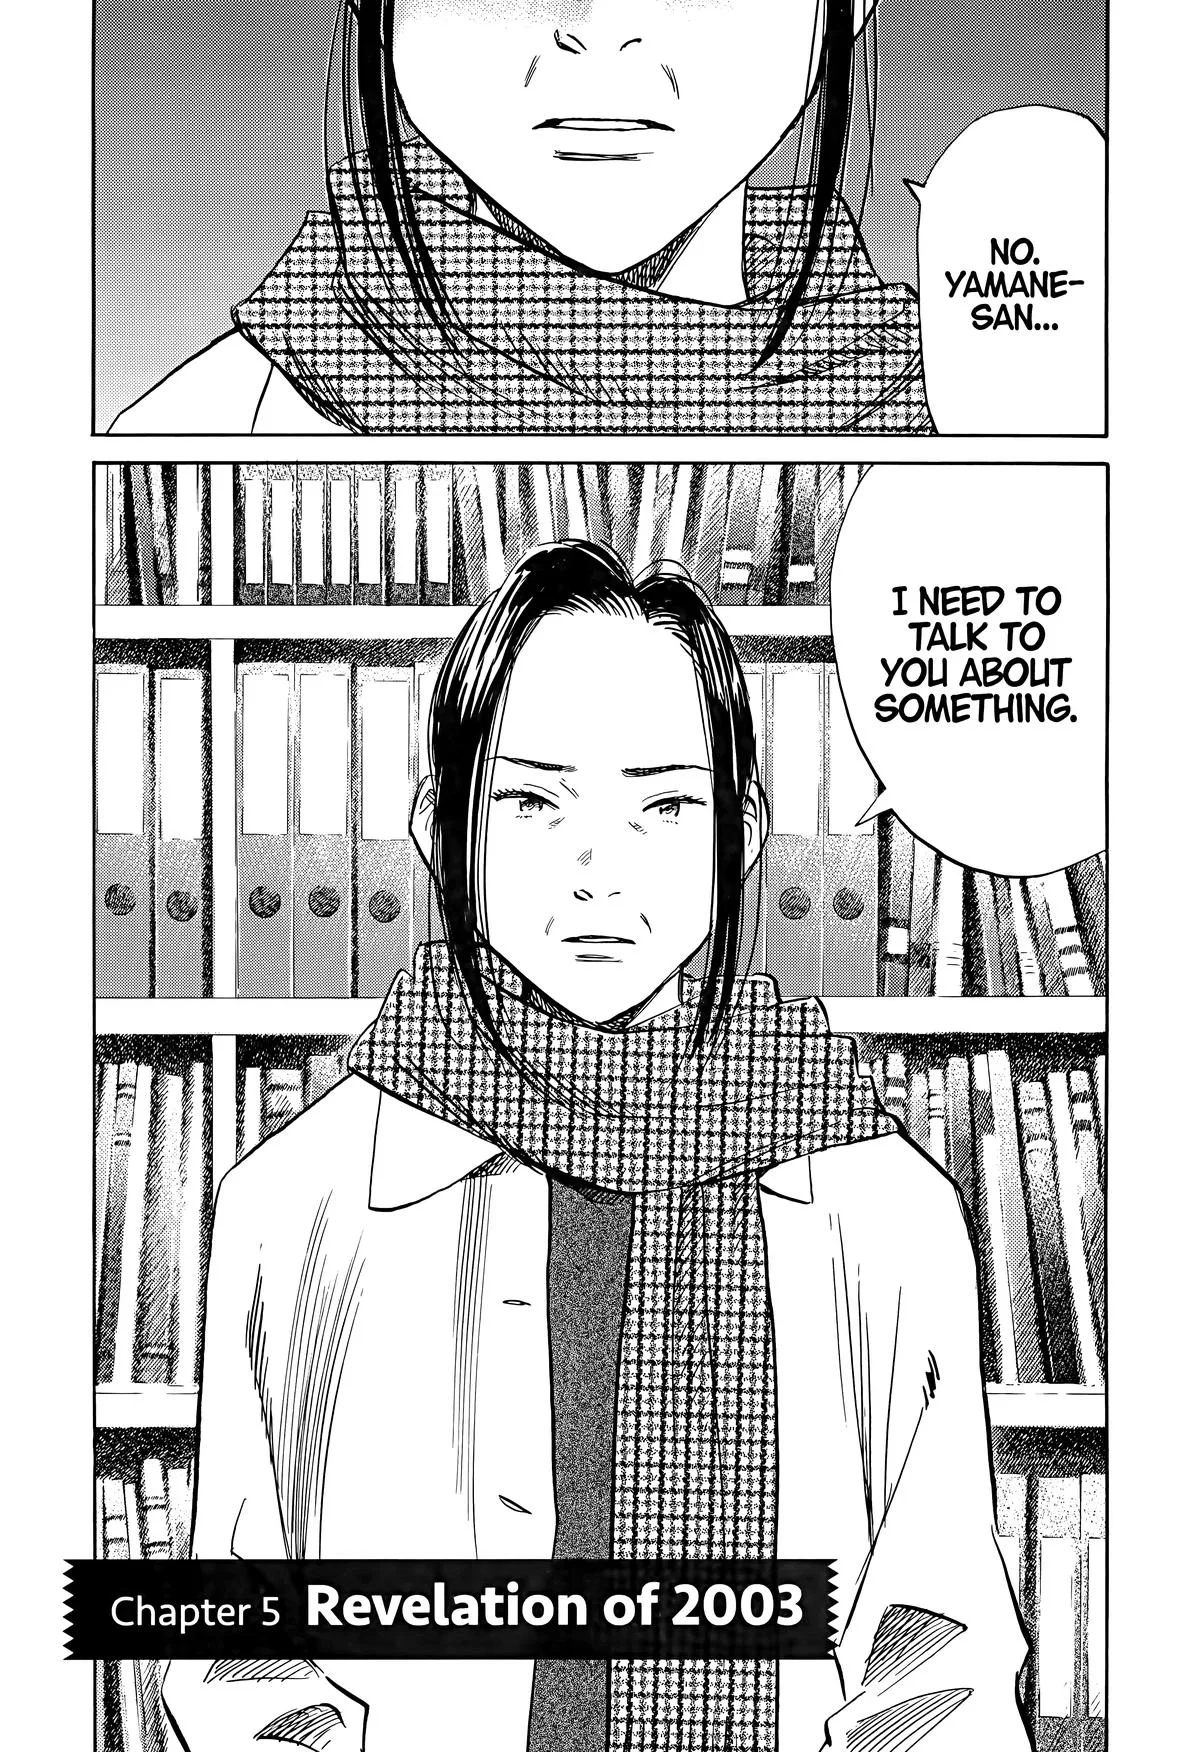 NO.
YAMANE-
SAN...
I NEED TO
TALK TO
YOU ABOUT
SOMETHING.
Chapter 5 Revelation of 2003